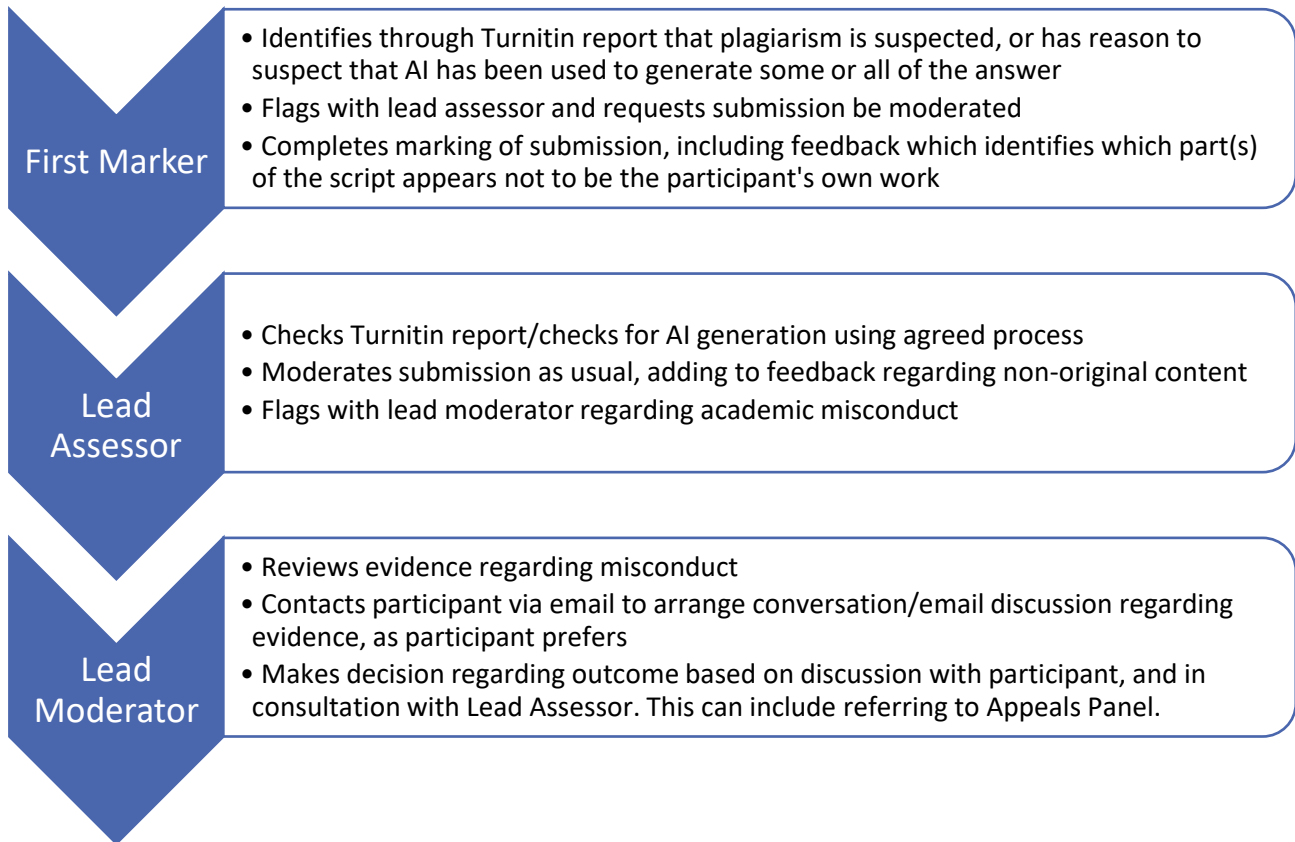 First Marker
• Identifies through Turnitin report that plagiarism is suspected, or has reason to
suspect that AI has been used to generate some or all of the answer
• Flags with lead assessor and requests submission be moderated
• Completes marking of submission, including feedback which identifies which part(s)
of the script appears not to be the participant's own work
Lead
Assessor
• Checks Turnitin report/checks for AI generation using agreed process
• Moderates submission as usual, adding to feedback regarding non-original content
• Flags with lead moderator regarding academic misconduct
Lead
Moderator
• Reviews evidence regarding misconduct
• Contacts participant via email to arrange conversation/email discussion regarding
evidence, as participant prefers
• Makes decision regarding outcome based on discussion with participant, and in
consultation with Lead Assessor. This can include referring to Appeals Panel.